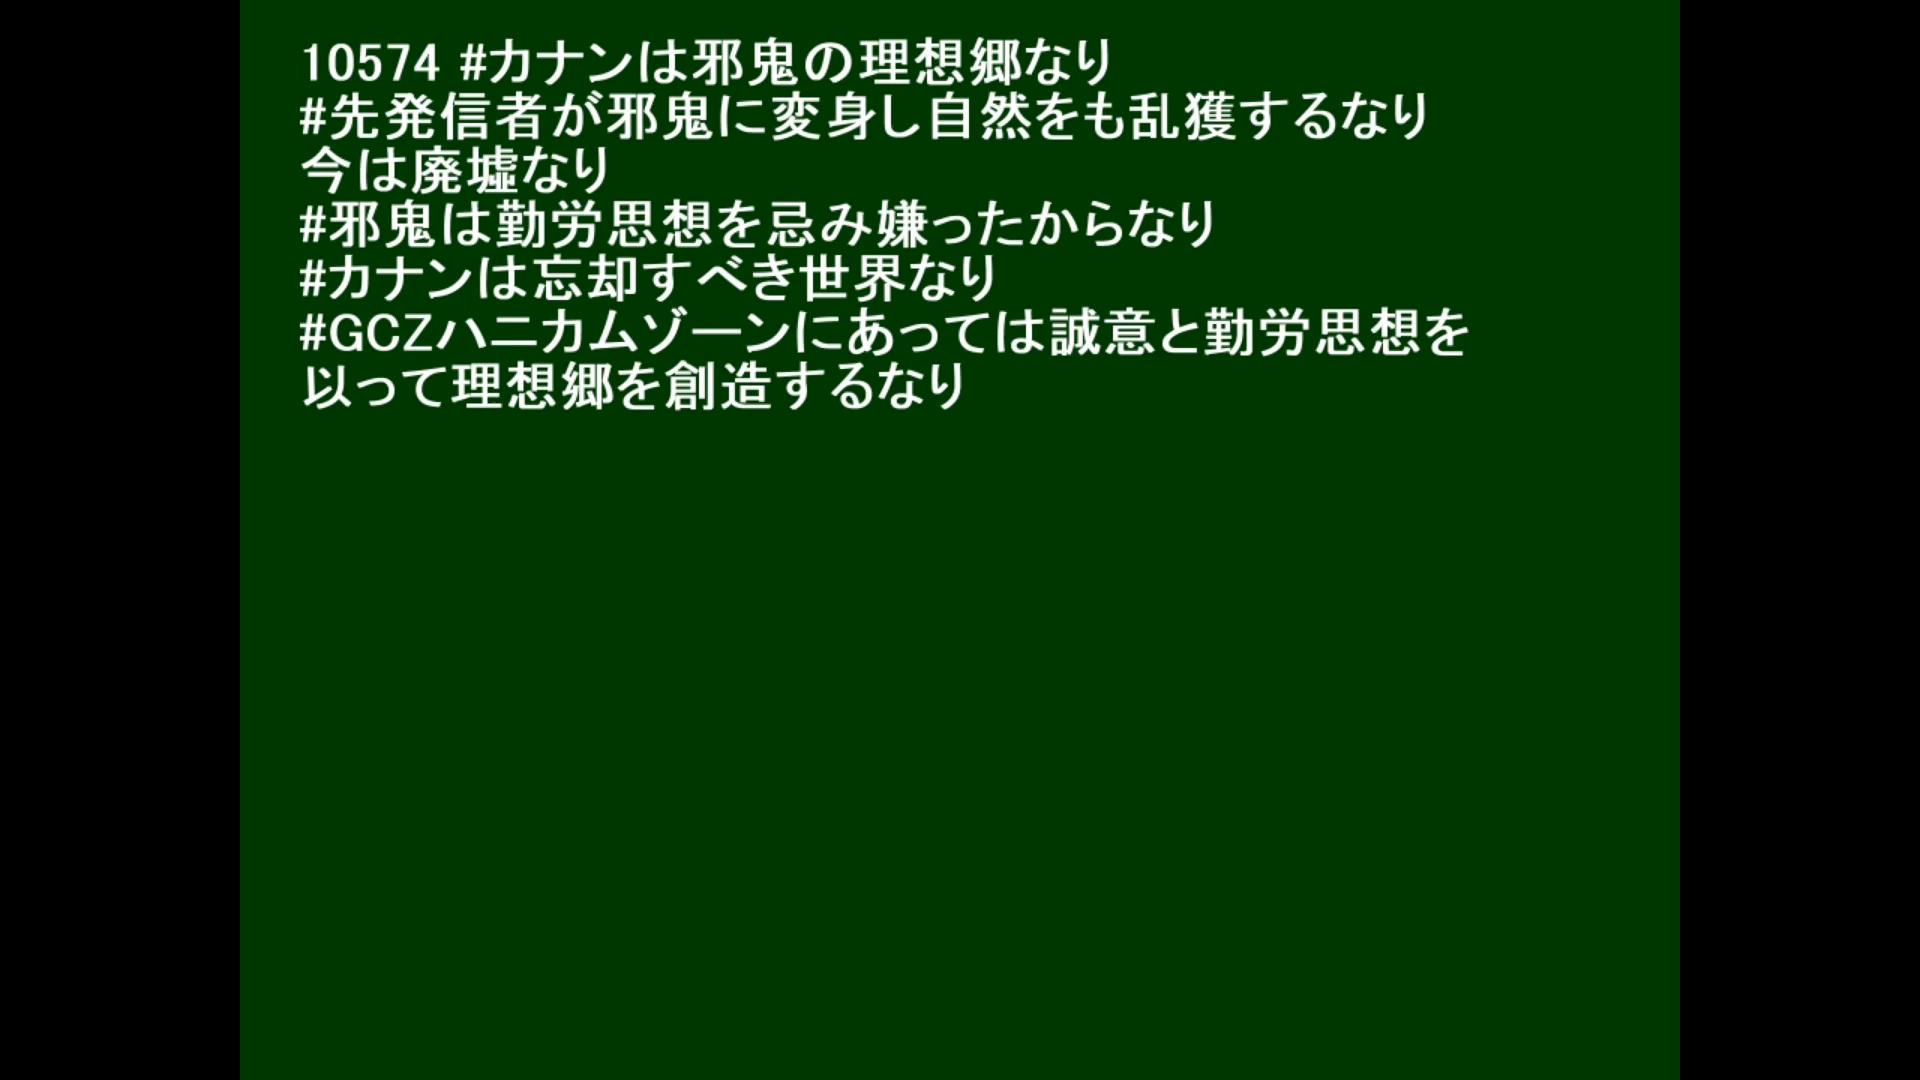 10574 #カナンは邪鬼の理想郷なり
#先発信者が邪鬼に変身し自然をも乱獲するなり
今は廃墟なり
#邪鬼は勤労思想を忌み嫌ったからなり
#カナンは忘却すべき世界なり
#GCZハニカムゾーンにあっては誠意と勤労思想を
以って理想郷を創造するなり